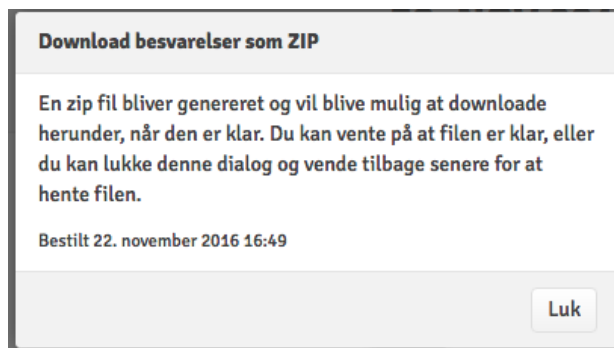 Download besvarelser som ZIP
En zip fil bliver genereret og vil blive mulig at downloade
herunder, når den er klar. Du kan vente på at filen er klar, eller
du kan lukke denne dialog og vende tilbage senere for at
hente filen.
Bestilt 22. november 2016 16:49
Luk